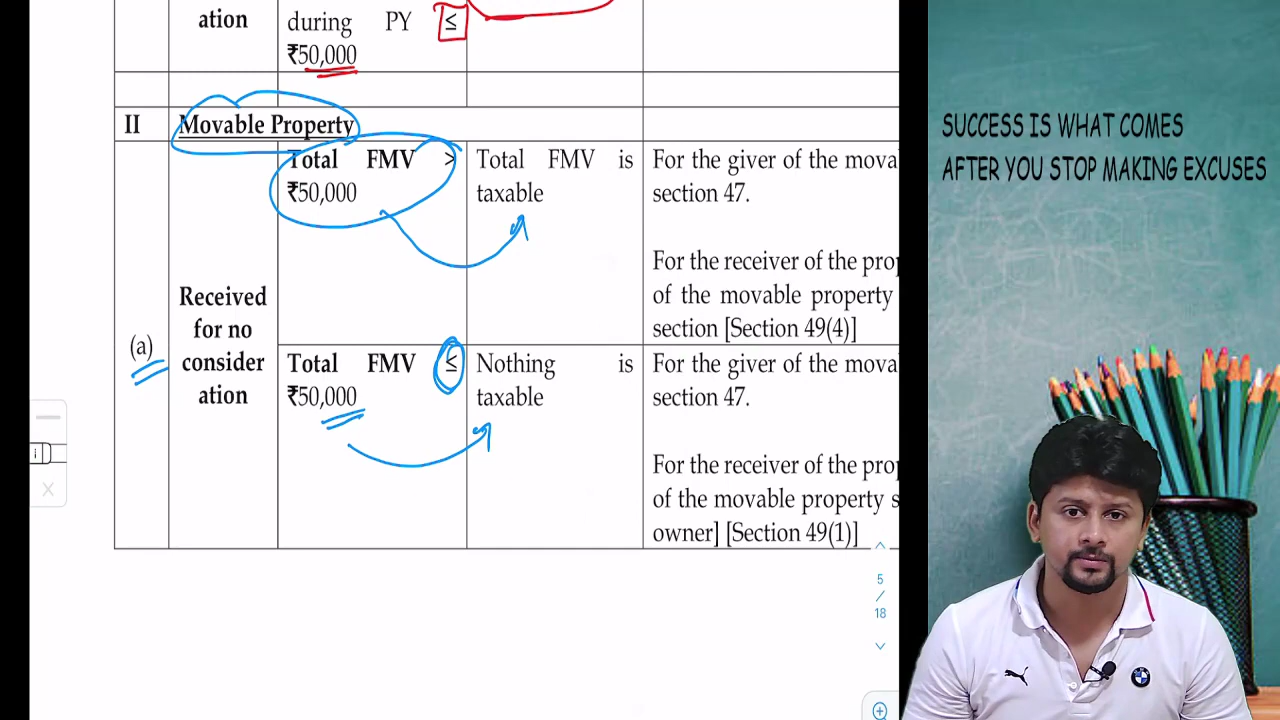 ation
during PY ≤
₹50,000
II Movable Property
Total FMV >
₹50,000
Total FMV is
taxable
For the giver of the mova
section 47.
For the receiver of the prop
of the movable property
section [Section 49(4)]
(a)
Received
for no
consider
ation
Total FMV ≤
₹50,000
Nothing is
taxable
For the giver of the mova
section 47.
For the receiver of the prop
of the movable property s
owner] [Section 49(1)]
5
/
18
SUCCESS IS WHAT COMES
AFTER YOU STOP MAKING EXCUSES